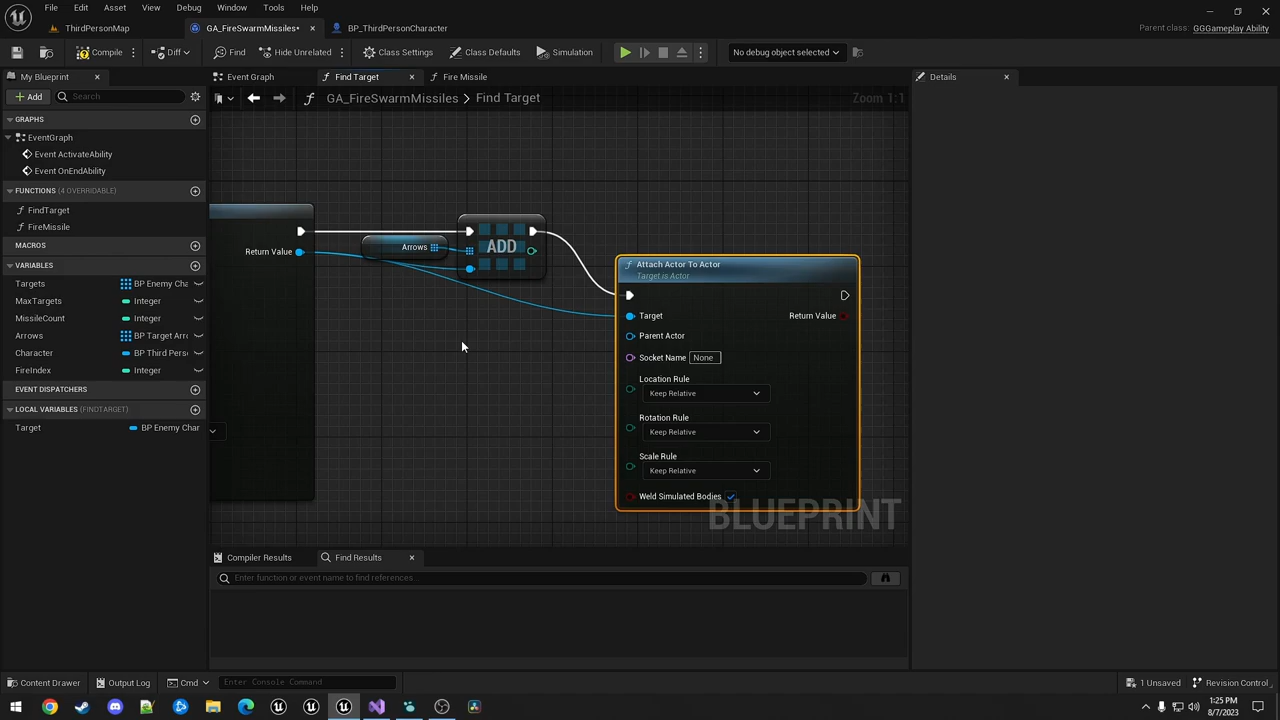 File Edit Asset View Debug Window Tools Help
ThirdPersonMap
GA_FireSwarmMissiles*
BP_ThirdPersonCharacter
Parent class: GGGameplay Ability
Compile
Diff
Find
Hide Unrelated
Class Settings
Class Defaults
Simulation
No debug object selected
My Blueprint
Event Graph
Find Target
Fire Missile
Details
Add
Search
GA_FireSwarmMissiles > Find Target
Zoom 1:1
GRAPHS
EventGraph
Event ActivateAbility
Event OnEndAbility
FUNCTIONS (4 OVERRIDABLE)
FindTarget
FireMissile
MACROS
VARIABLES
Targets BP Enemy Cha
MaxTargets Integer
MissileCount Integer
Arrows BP Target Arro
Character BP Third Perso
FireIndex Integer
EVENT DISPATCHERS
LOCAL VARIABLES (FINDTARGET)
Target BP Enemy Char
Return Value
Arrows
ADD
Attach Actor To Actor
Target is Actor
Target
Return Value
Parent Actor
Socket Name None
Location Rule
Keep Relative
Rotation Rule
Keep Relative
Scale Rule
Keep Relative
Weld Simulated Bodies
BLUEPRINT
Compiler Results
Find Results
Enter function or event name to find references...
Content Drawer
Output Log
Cmd
Enter Console Command
1 Unsaved
Revision Control
1:25 PM
8/7/2023